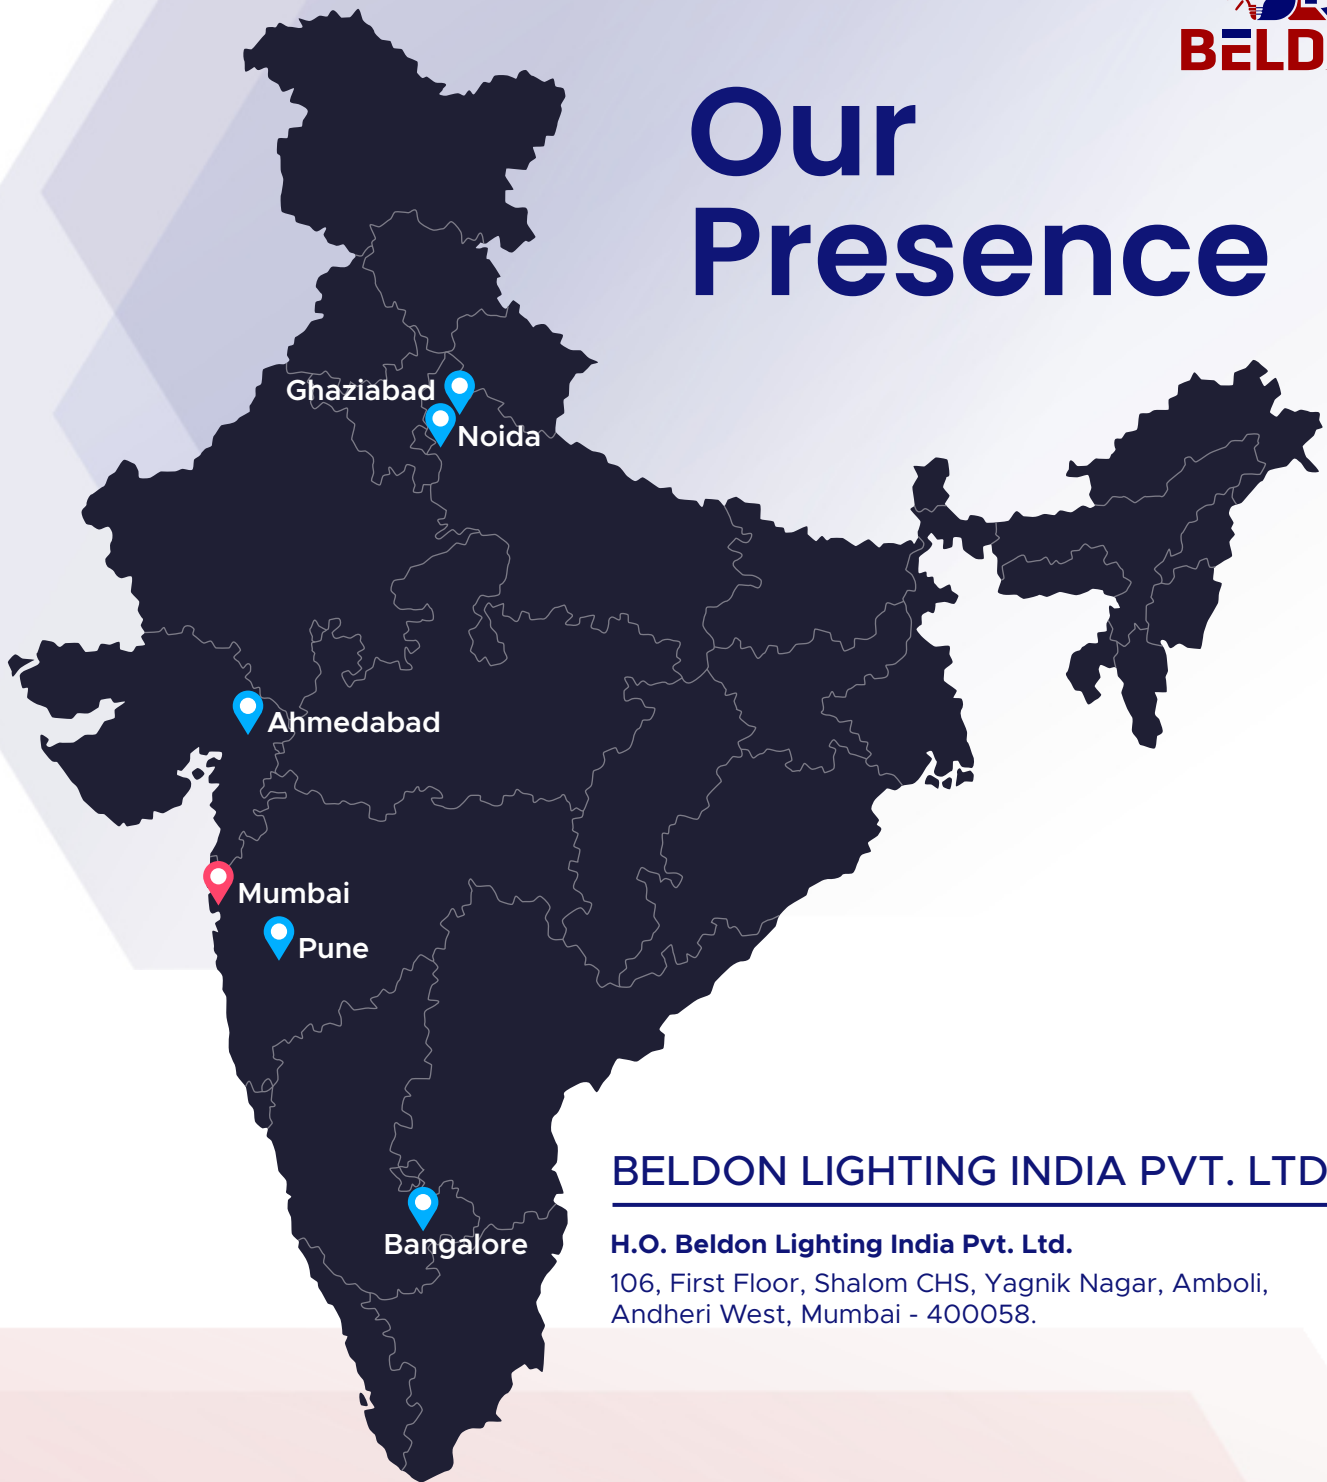 BELD
Our
Presence
Ghaziabad
Noida
Ahmedabad
Mumbai
Pune
Bangalore
BELDON LIGHTING INDIA PVT. LTD
H.O. Beldon Lighting India Pvt. Ltd.
106, First Floor, Shalom CHS, Yagnik Nagar, Amboli,
Andheri West, Mumbai - 400058.